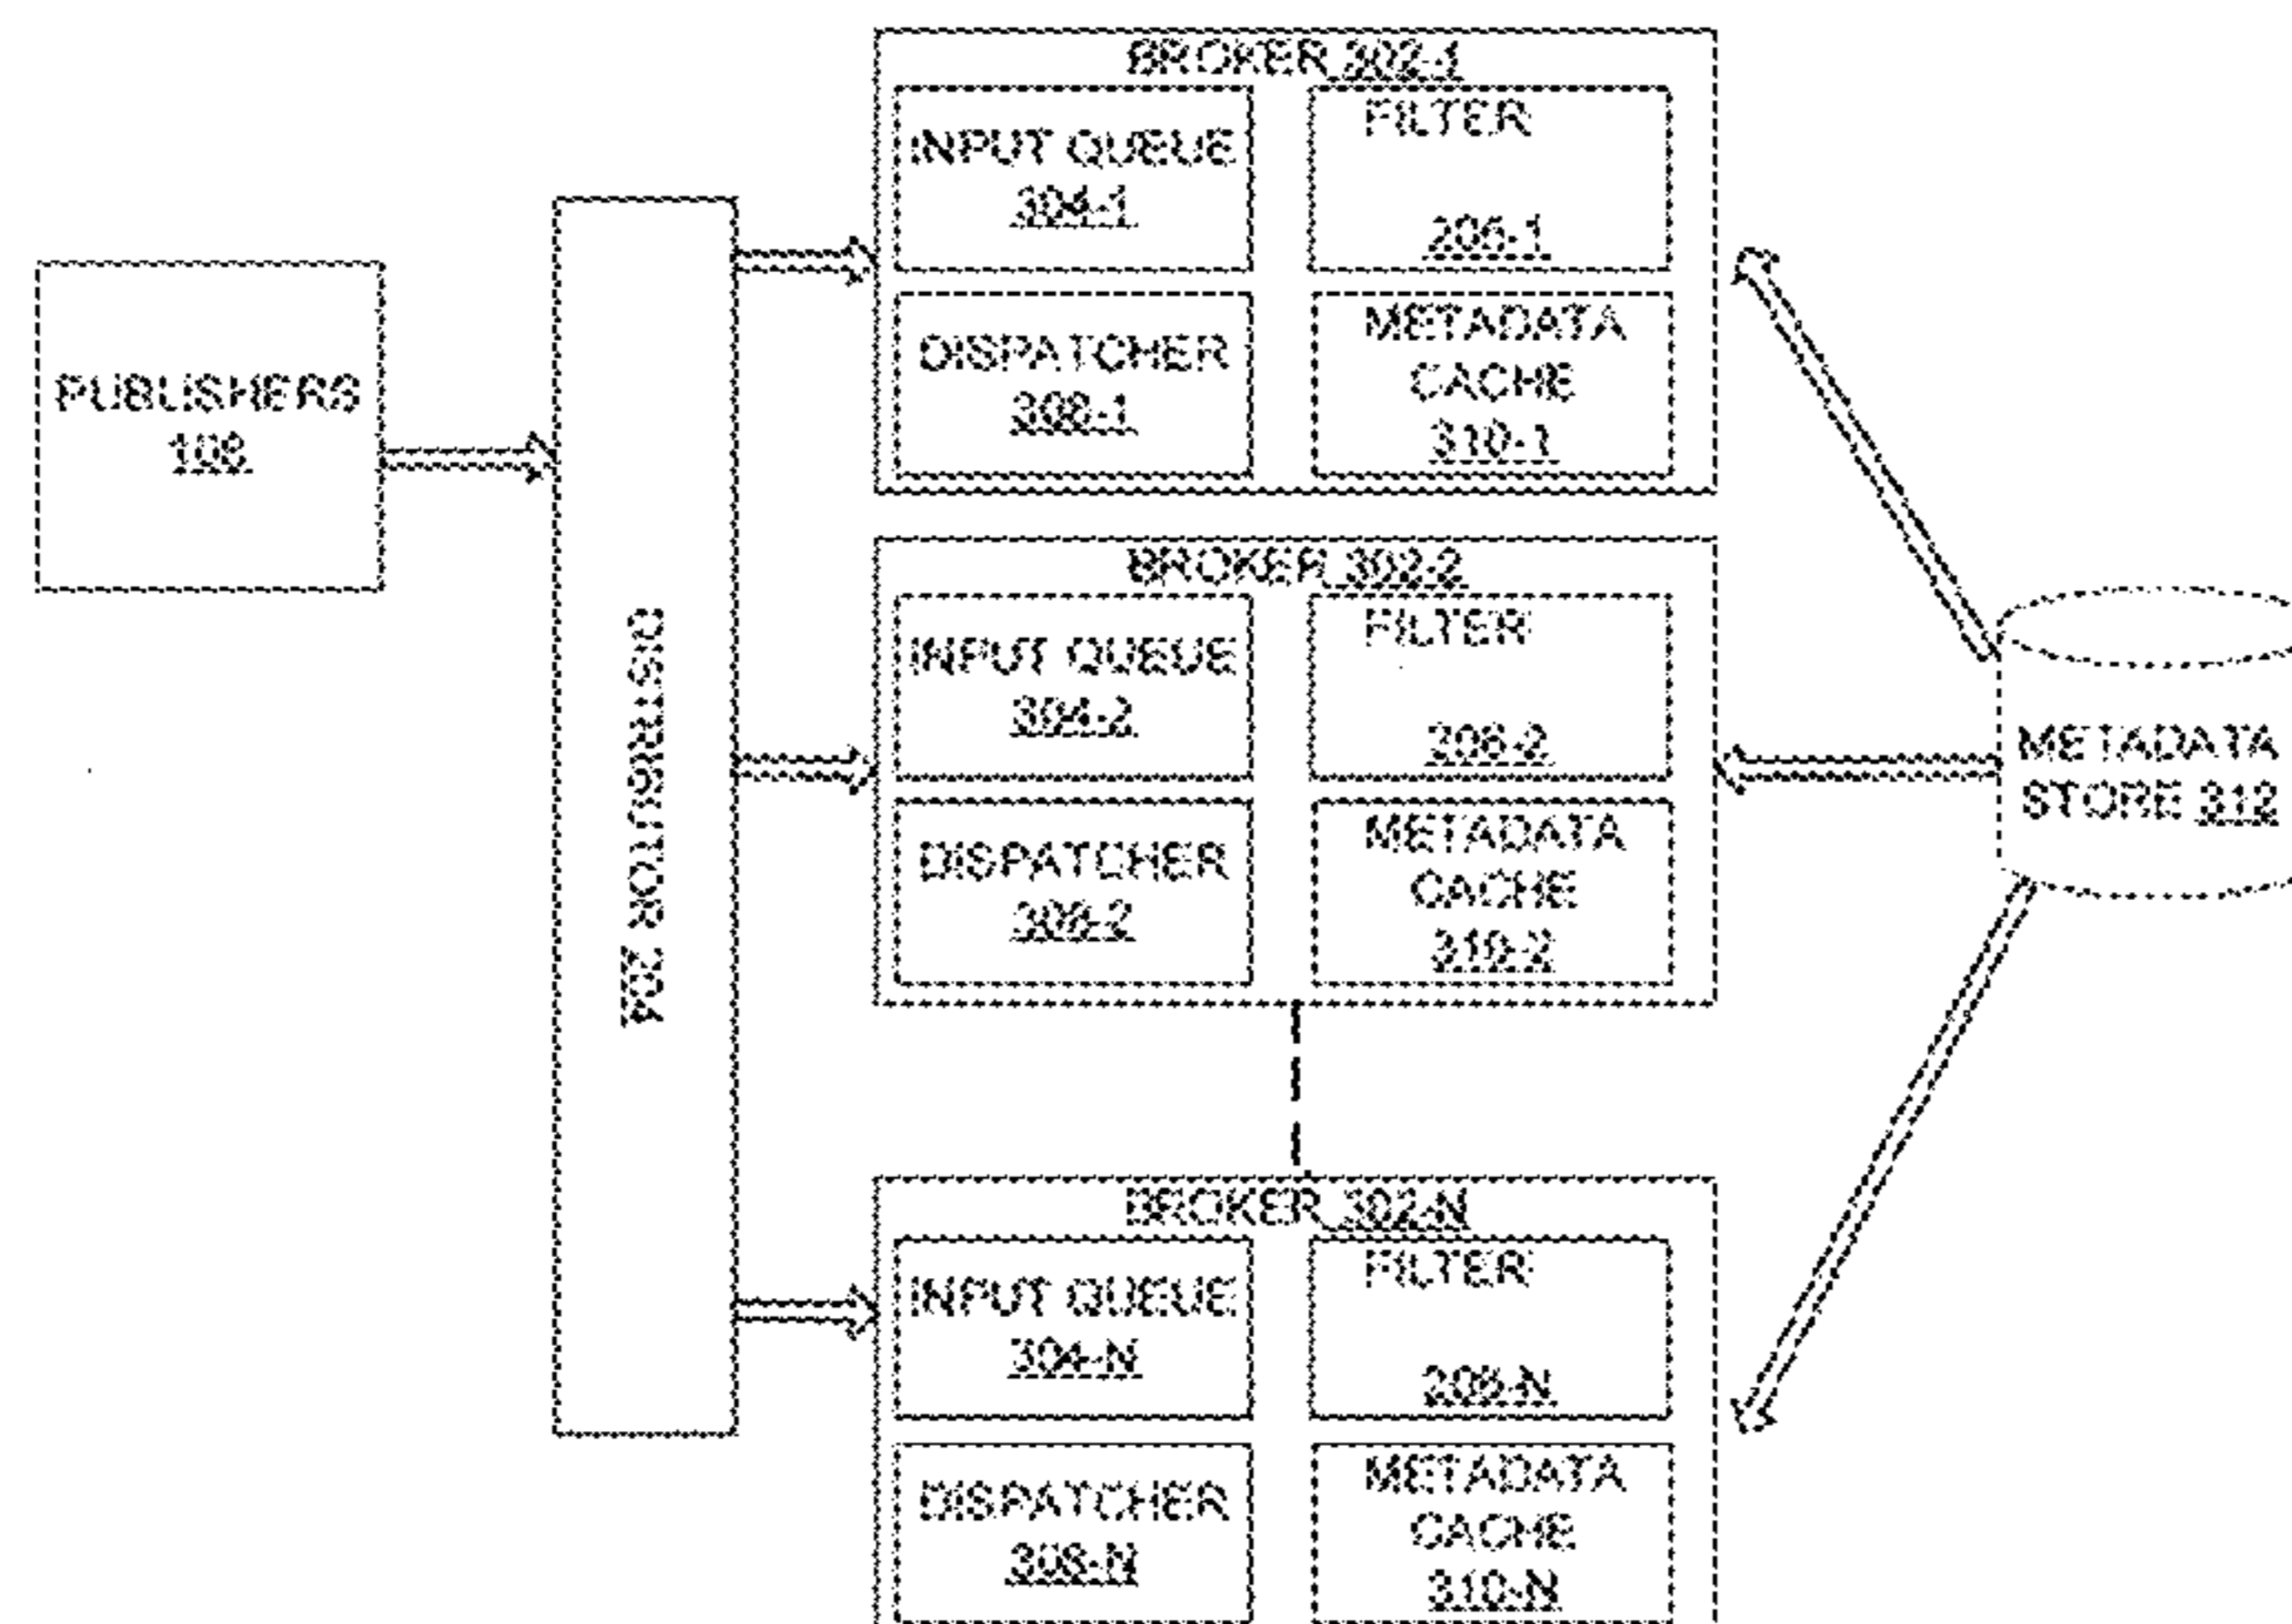 BROKER 302-1
INPUT QUEUE
304-1
FILTER
206-1
DISPATCHER
308-1
METADATA
CACHE
310-1
PUBLISHERS
108
DISTRIBUTOR 204
BROKER 302-2
INPUT QUEUE
304-2
FILTER
206-2
DISPATCHER
308-2
METADATA
CACHE
310-2
METADATA
STORE 312
BROKER 302-N
INPUT QUEUE
304-N
FILTER
206-N
DISPATCHER
308-N
METADATA
CACHE
310-N